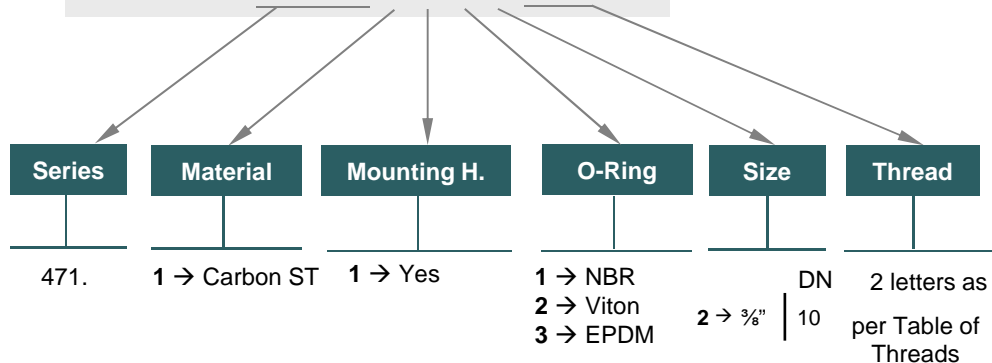 Series
Material
Mounting H.
O-Ring
Size
Thread
471.
1 → Carbon ST
1 → Yes
1 → NBR
2 → Viton
3 → EPDM
DN
2 → ⅜” | 10
2 letters as
per Table of
Threads